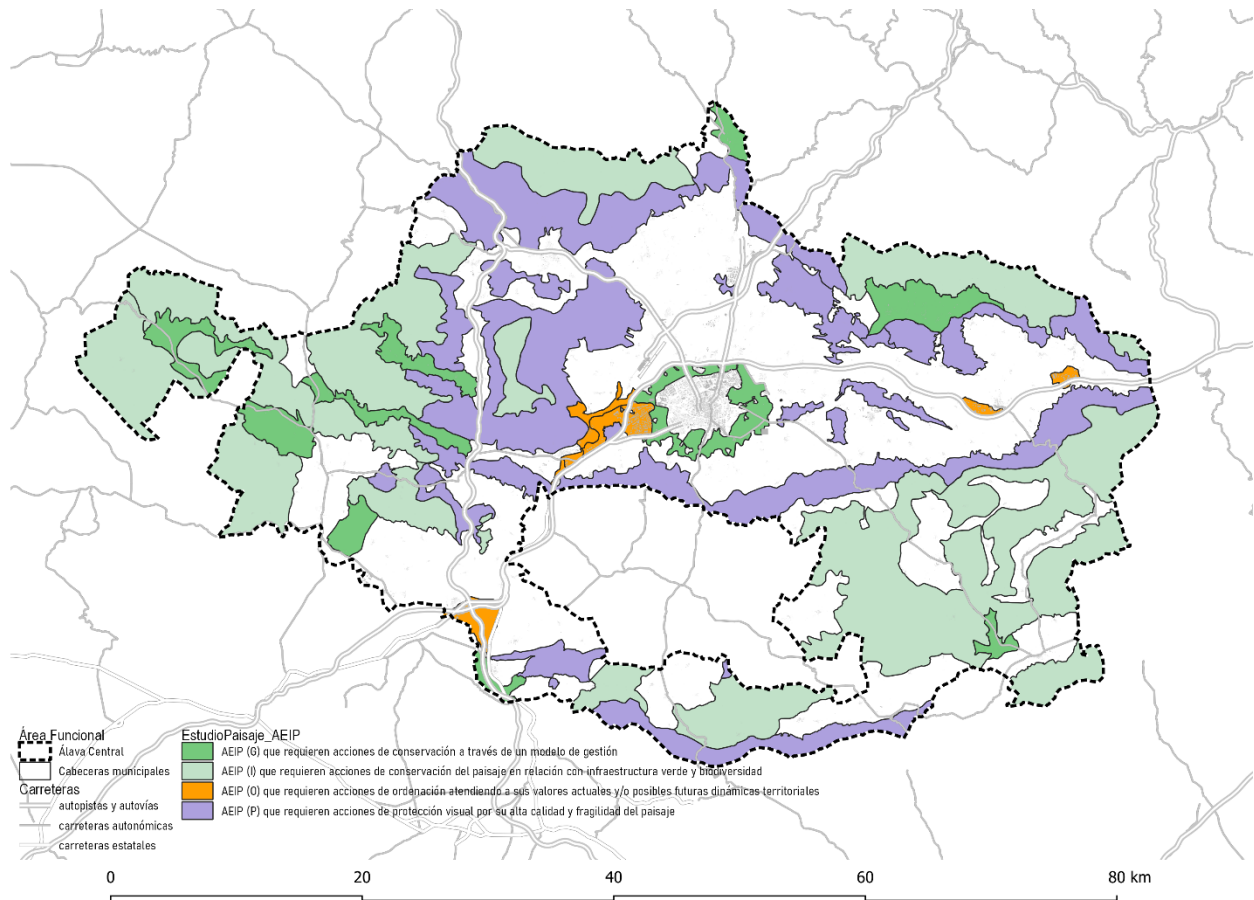 Área Funcional
Álava Central
Cabeceras municipales
Carreteras
autopistas y autovías
carreteras autonómicas
carreteras estatales
EstudioPaisaje_AEIP
AEIP (G) que requieren acciones de conservación a través de un modelo de gestión
AEIP (I) que requieren acciones de conservación del paisaje en relación con infraestructura verde y biodiversidad
AEIP (O) que requieren acciones de ordenación atendiendo a sus valores actuales y/o posibles futuras dinámicas territoriales
AEIP (P) que requieren acciones de protección visual por su alta calidad y fragilidad del paisaje
0 20 40 60 80 km